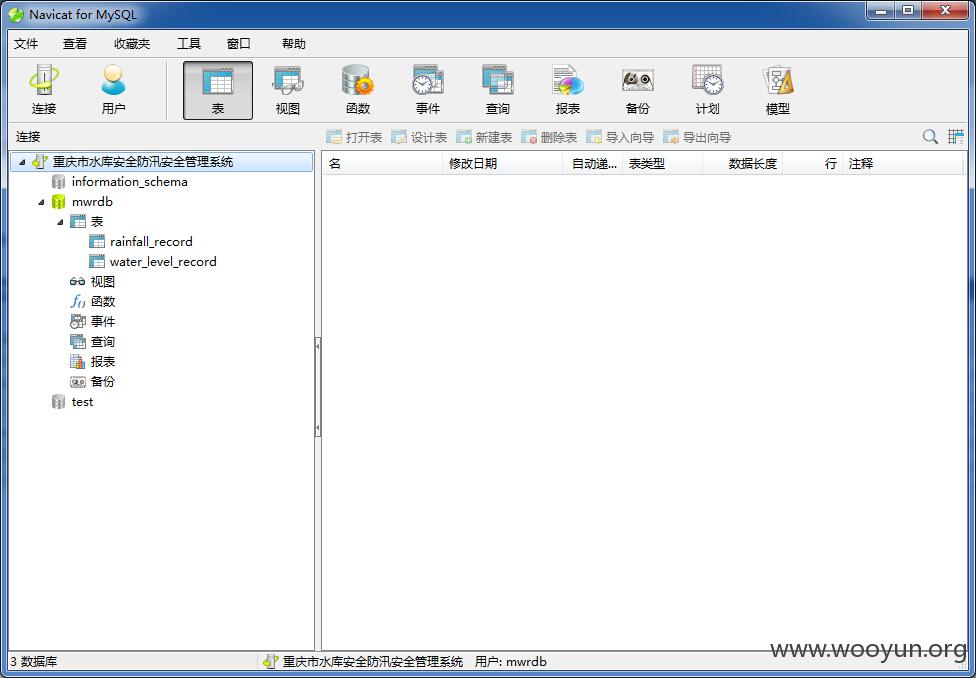 Navicat for MySQL
文件 查看 收藏夹 工具 窗口 帮助
连接 用户 表 视图 函数 事件 查询 报表 备份 计划 模型
连接 打开表 设计表 新建表 删除表 导入向导 导出向导
名 修改日期 自动递... 表类型 数据长度 行 注释
重庆市水库安全防汛安全管理系统
information_schema
mwrdb
表
rainfall_record
water_level_record
视图
函数
事件
查询
报表
备份
test
www.wooyun.org
3 数据库 重庆市水库安全防汛安全管理系统 用户: mwrdb